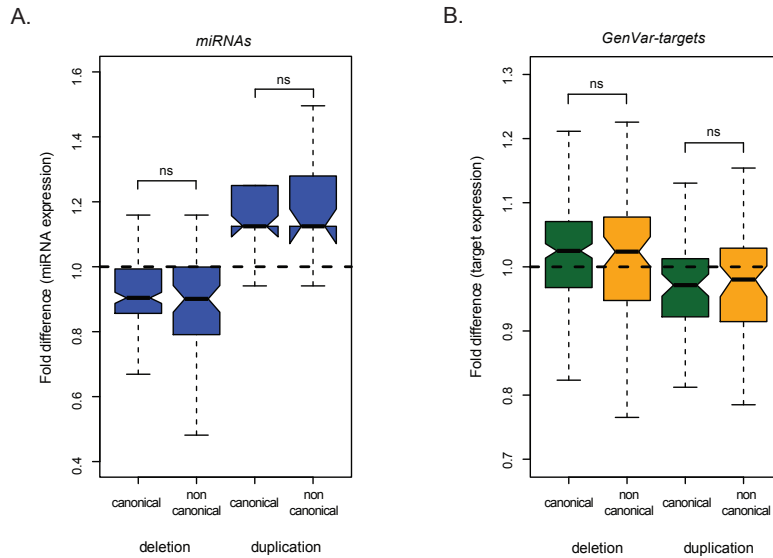 A.
miRNAs
Fold difference (miRNA expression)
1.6
1.4
1.2
1.0
0.8
0.6
0.4
ns
ns
canonical
non
canonical
canonical
non
canonical
deletion
duplication
B.
GenVar-targets
Fold difference (target expression)
1.3
1.2
1.1
1.0
0.9
0.8
0.7
ns
ns
canonical
non
canonical
canonical
non
canonical
deletion
duplication